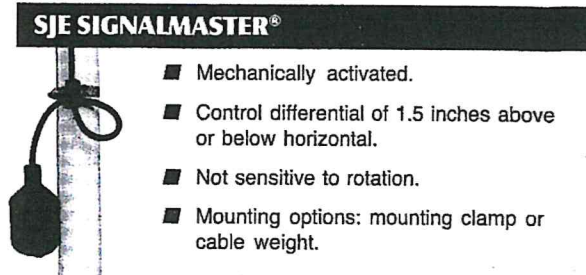 SJE SIGNALMASTER®
■ Mechanically activated.
■ Control differential of 1.5 inches above
or below horizontal.
■ Not sensitive to rotation.
■ Mounting options: mounting clamp or
cable weight.